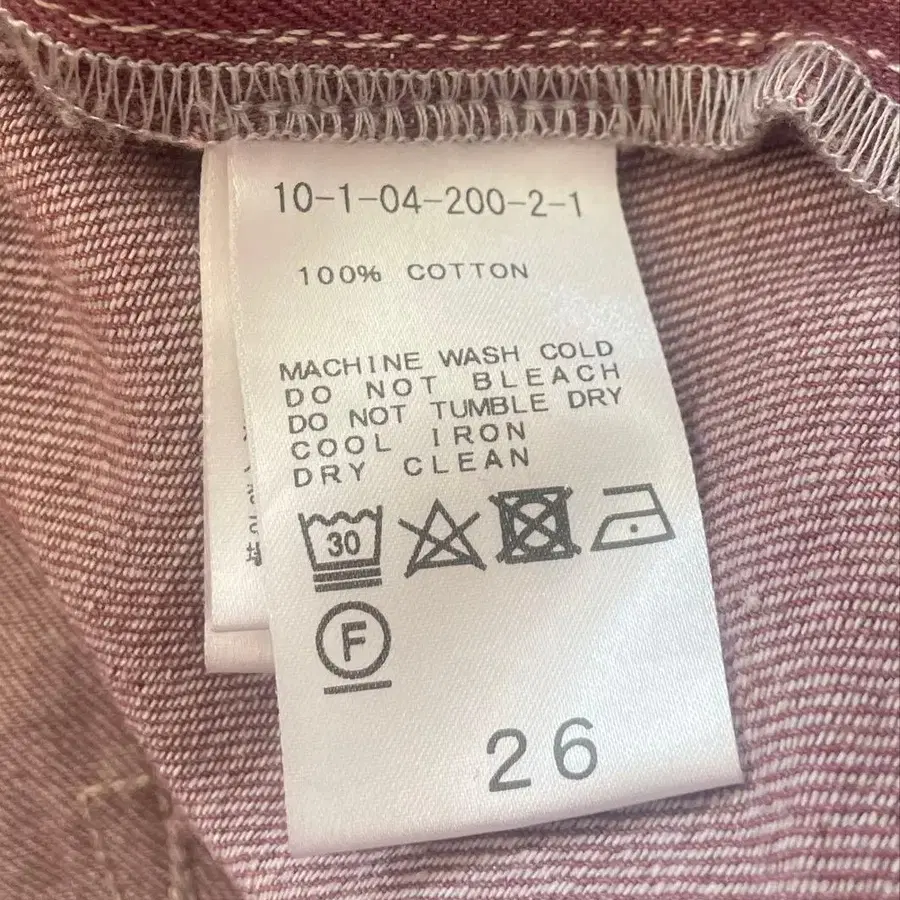 10-1-04-200-2-1
100% COTTON
MACHINE WASH COLD
DO NOT BLEACH
DO NOT TUMBLE DRY
COOL IRON
DRY CLEAN
30
F
26